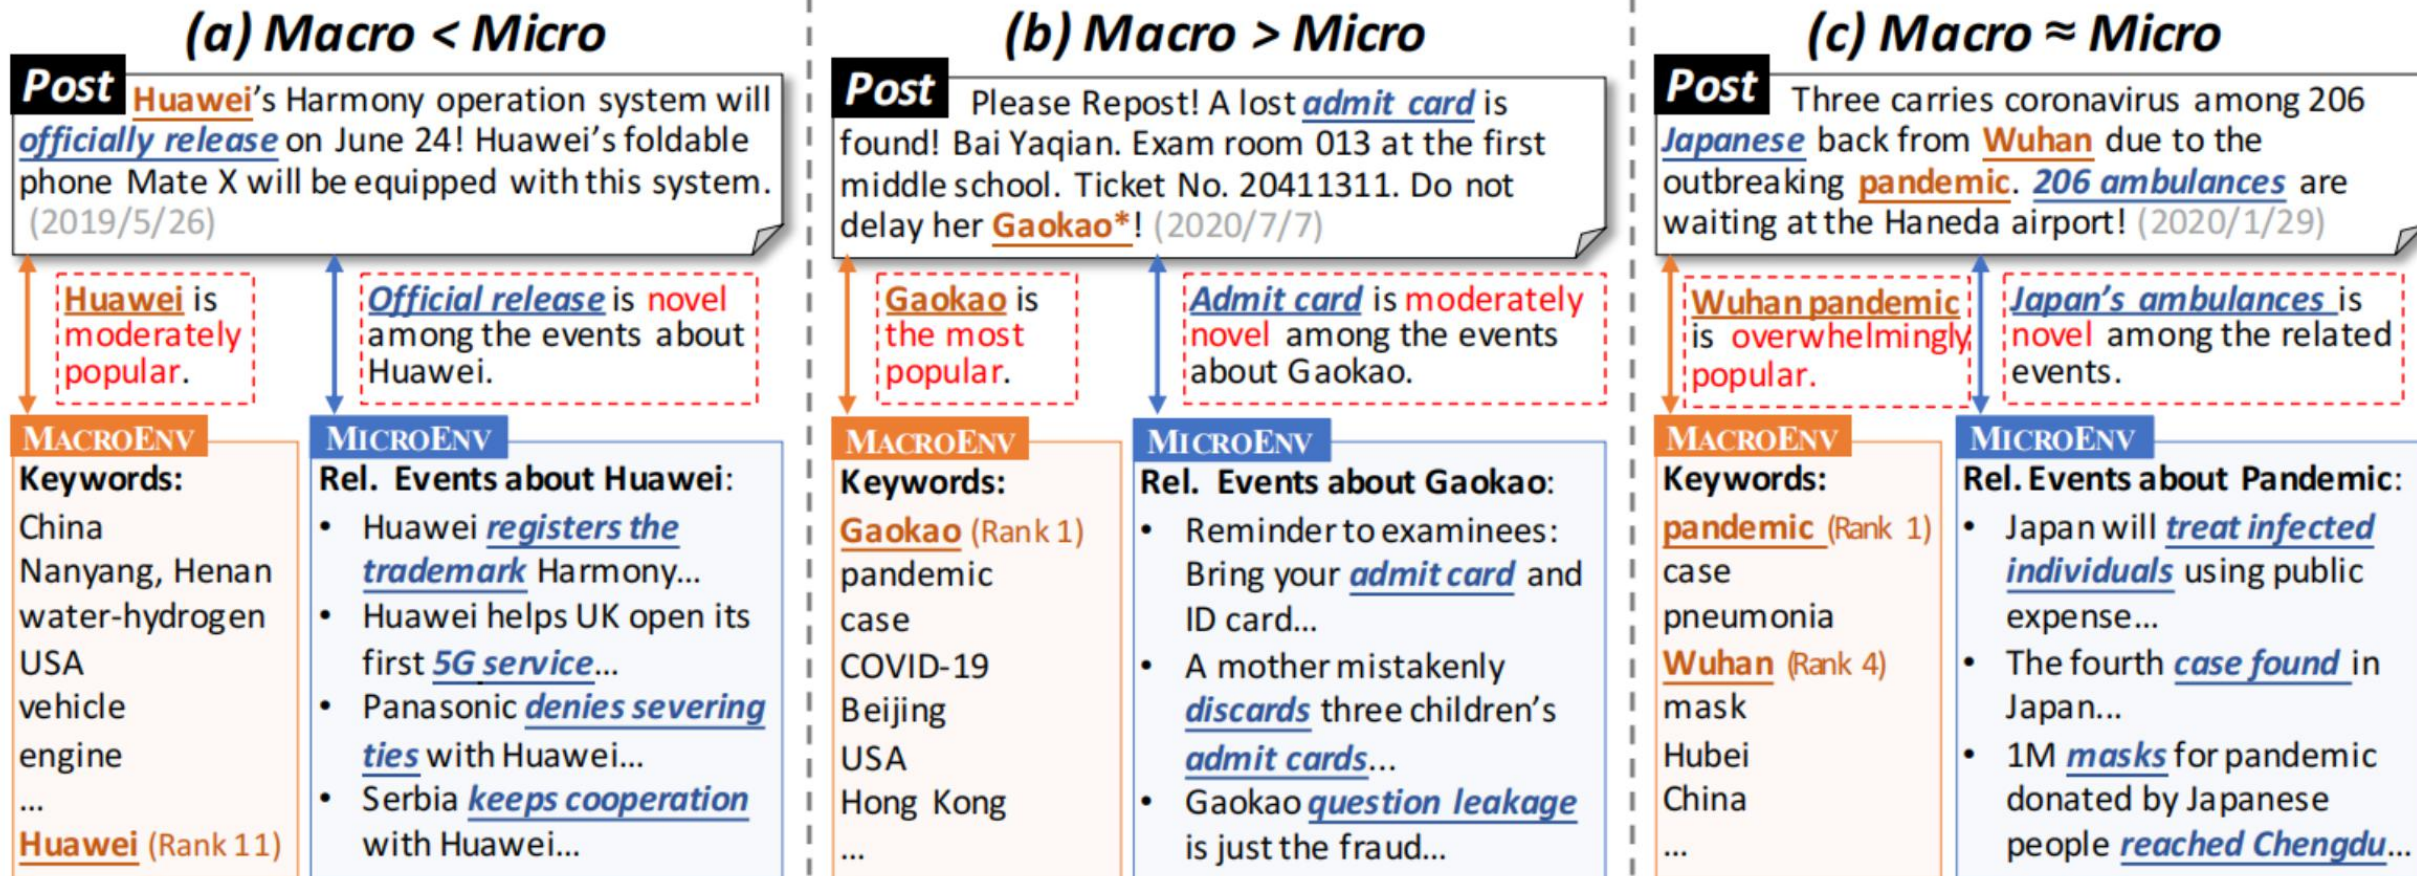 (a) Macro < Micro
Post Huawei's Harmony operation system will
officially release on June 24! Huawei's foldable
phone Mate X will be equipped with this system.
(2019/5/26)
Huawei is
moderately
popular.
Official release is novel
among the events about
Huawei.
MACROENV
Keywords:
China
Nanyang, Henan
water-hydrogen
USA
vehicle
engine
...
Huawei (Rank 11)
MICROENV
Rel. Events about Huawei:
• Huawei registers the
trademark Harmony...
• Huawei helps UK open its
first 5G service...
• Panasonic denies severing
ties with Huawei...
• Serbia keeps cooperation
with Huawei...
(b) Macro > Micro
Post Please Repost! A lost admit card is
found! Bai Yaqian. Exam room 013 at the first
middle school. Ticket No. 20411311. Do not
delay her Gaokao*! (2020/7/7)
Gaokao is
the most
popular.
Admit card is moderately
novel among the events
about Gaokao.
MACROENV
Keywords:
Gaokao (Rank 1)
pandemic
case
COVID-19
Beijing
USA
Hong Kong
...
MICROENV
Rel. Events about Gaokao:
• Reminder to examinees:
Bring your admit card and
ID card...
• A mother mistakenly
discards three children's
admit cards...
• Gaokao question leakage
is just the fraud...
(c) Macro ≈ Micro
Post Three carries coronavirus among 206
Japanese back from Wuhan due to the
outbreaking pandemic. 206 ambulances are
waiting at the Haneda airport! (2020/1/29)
Wuhan pandemic
is overwhelmingly
popular.
Japan's ambulances is
novel among the related
events.
MACROENV
Keywords:
pandemic (Rank 1)
case
pneumonia
Wuhan (Rank 4)
mask
Hubei
China
...
MICROENV
Rel. Events about Pandemic:
• Japan will treat infected
individuals using public
expense...
• The fourth case found in
Japan...
• 1M masks for pandemic
donated by Japanese
people reached Chengdu...